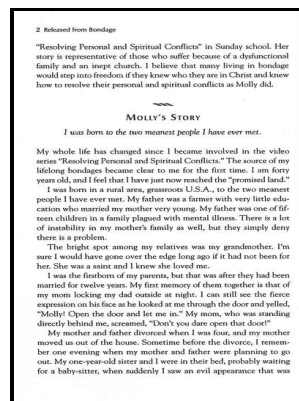 2 Released from Bondage
"Resolving Personal and Spiritual Conflicts" in Sunday school. Her
story is representative of those who suffer because of a dysfunctional
family and an inept church. I believe that many living in bondage
would step into freedom if they knew who they are in Christ and knew
how to resolve their personal and spiritual conflicts as Molly did.
MOLLY'S STORY
I was born to the two meanest people I have ever met.
My whole life has changed since I became involved in the video
series "Resolving Personal and Spiritual Conflicts." The source of my
lifelong bondages became clear to me for the first time. I am forty
years old, and I feel that I have just now reached the "promised land."
I was born in a rural area, grassroots U.S.A., to the two meanest
people I have ever met. My father was a farmer with very little edu-
cation who married my mother very young. My father was one of fif-
teen children in a family plagued with mental illness. There is a lot
of instability in my mother's family as well, but they simply deny
there is a problem.
The bright spot among my relatives was my grandmother. I'm
sure I would have gone over the edge long ago if it had not been for
her. She was a saint and I knew she loved me.
I was the firstborn of my parents, but that was after they had been
married for twelve years. My first memory of them together is that of
my mom locking my dad outside at night. I can still see the fierce
expression on his face as he looked at me through the door and yelled,
"Molly! Open the door and let me in." My mom, who was standing
directly behind me, screamed, "Don't you dare open that door!"
My mother and father divorced when I was four, and my mother
moved us out of the house. Sometime before the divorce, I remem-
ber one evening when my mother and father were planning to go
out. My one-year-old sister and I were in their bed, probably waiting
for a baby-sitter, when suddenly I saw an evil appearance that was